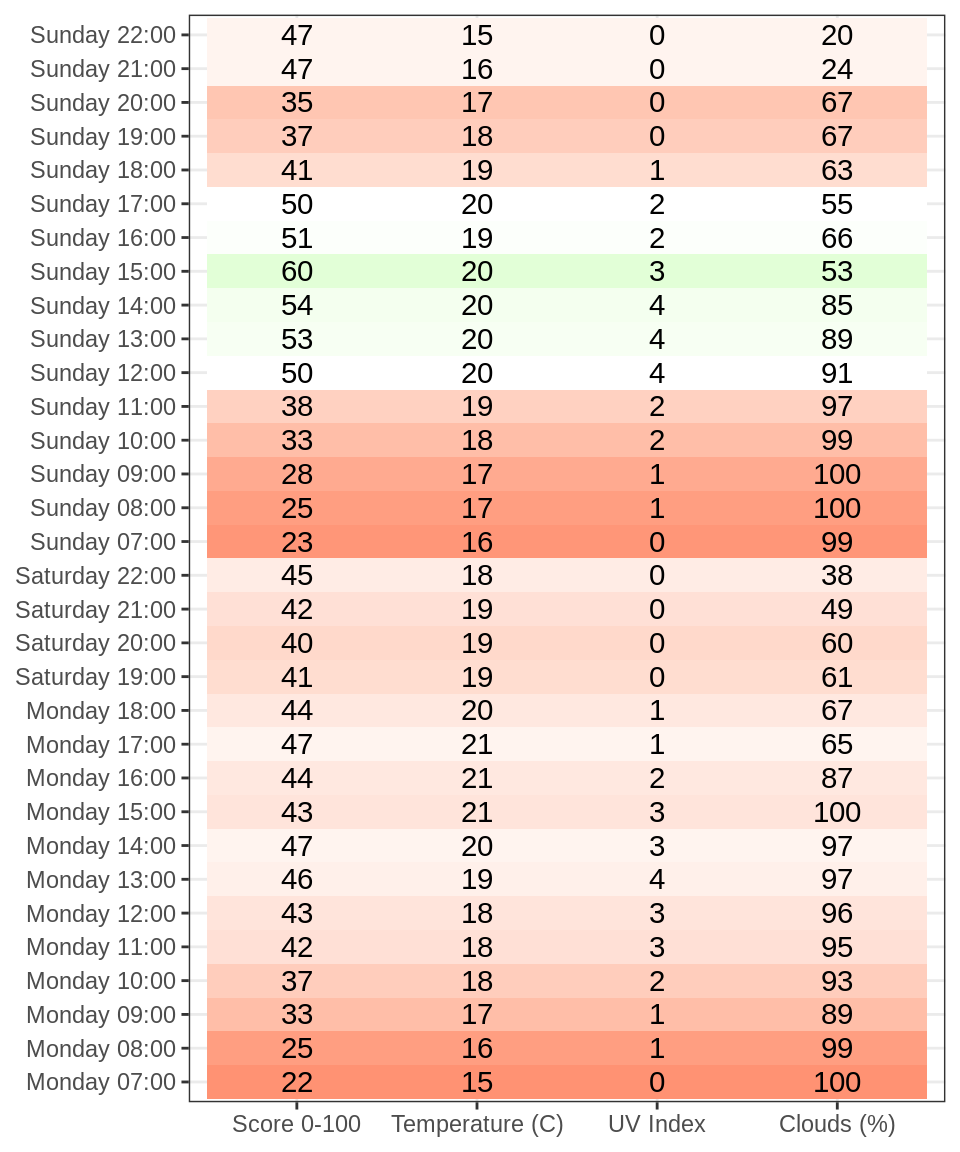 Sunday 22:00 47 15 0 20
Sunday 21:00 47 16 0 24
Sunday 20:00 35 17 0 67
Sunday 19:00 37 18 0 67
Sunday 18:00 41 19 1 63
Sunday 17:00 50 20 2 55
Sunday 16:00 51 19 2 66
Sunday 15:00 60 20 3 53
Sunday 14:00 54 20 4 85
Sunday 13:00 53 20 4 89
Sunday 12:00 50 20 4 91
Sunday 11:00 38 19 2 97
Sunday 10:00 33 18 2 99
Sunday 09:00 28 17 1 100
Sunday 08:00 25 17 1 100
Sunday 07:00 23 16 0 99
Saturday 22:00 45 18 0 38
Saturday 21:00 42 19 0 49
Saturday 20:00 40 19 0 60
Saturday 19:00 41 19 0 61
Monday 18:00 44 20 1 67
Monday 17:00 47 21 1 65
Monday 16:00 44 21 2 87
Monday 15:00 43 21 3 100
Monday 14:00 47 20 3 97
Monday 13:00 46 19 4 97
Monday 12:00 43 18 3 96
Monday 11:00 42 18 3 95
Monday 10:00 37 18 2 93
Monday 09:00 33 17 1 89
Monday 08:00 25 16 1 99
Monday 07:00 22 15 0 100
Score 0-100 Temperature (C) UV Index Clouds (%)